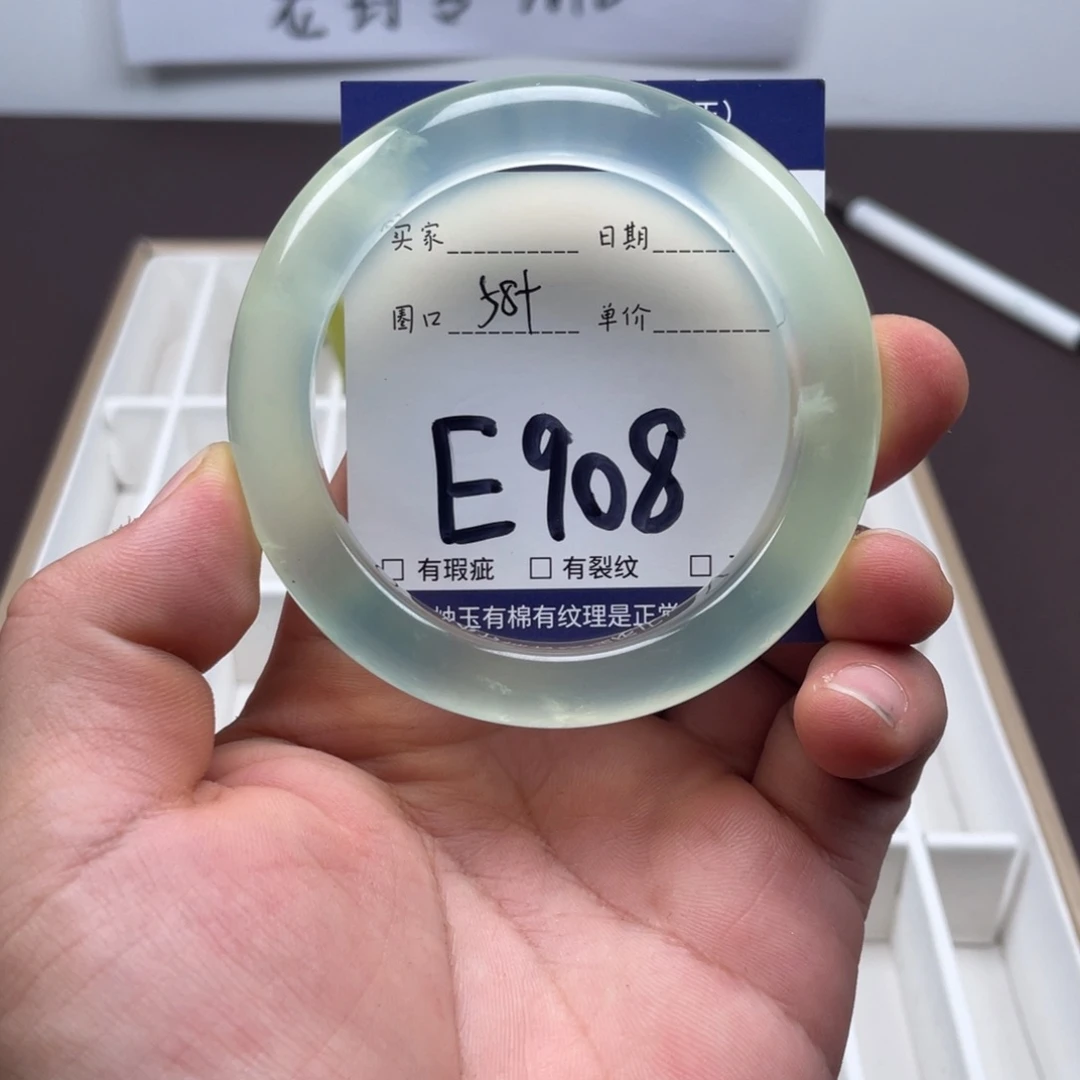 买家 日期
圈口 58+ 单价
E908
□ 有瑕疵 □ 有裂纹 □
玉有棉有纹理是正常